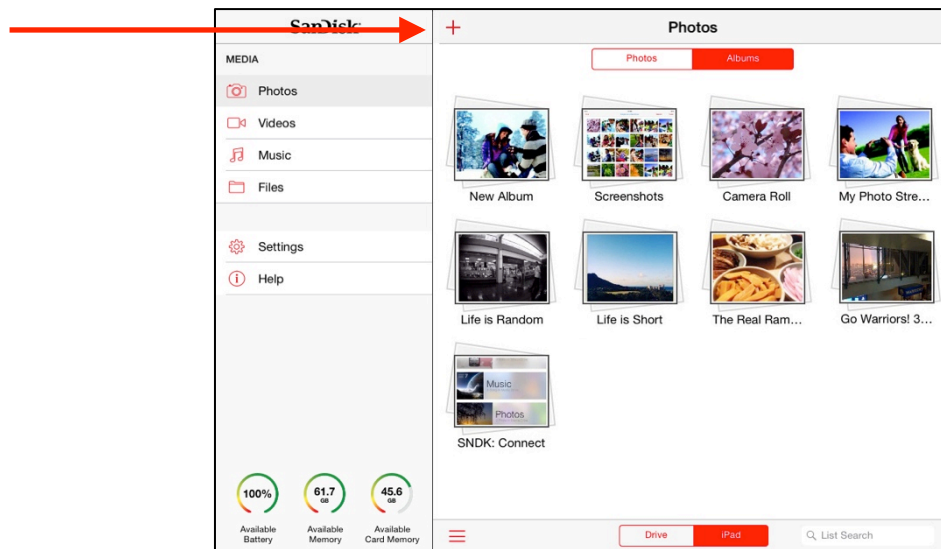 SanDisk
MEDIA
Photos
Videos
Music
Files
Settings
Help
100%
61.7
GB
45.6
GB
Available
Battery
Available
Memory
Available
Card Memory
+
Photos
Photos Albums
New Album
Screenshots
Camera Roll
My Photo Stre...
Life is Random
Life is Short
The Real Ram...
Go Warriors! 3...
Music
Photos
SNDK: Connect
Drive iPad
List Search